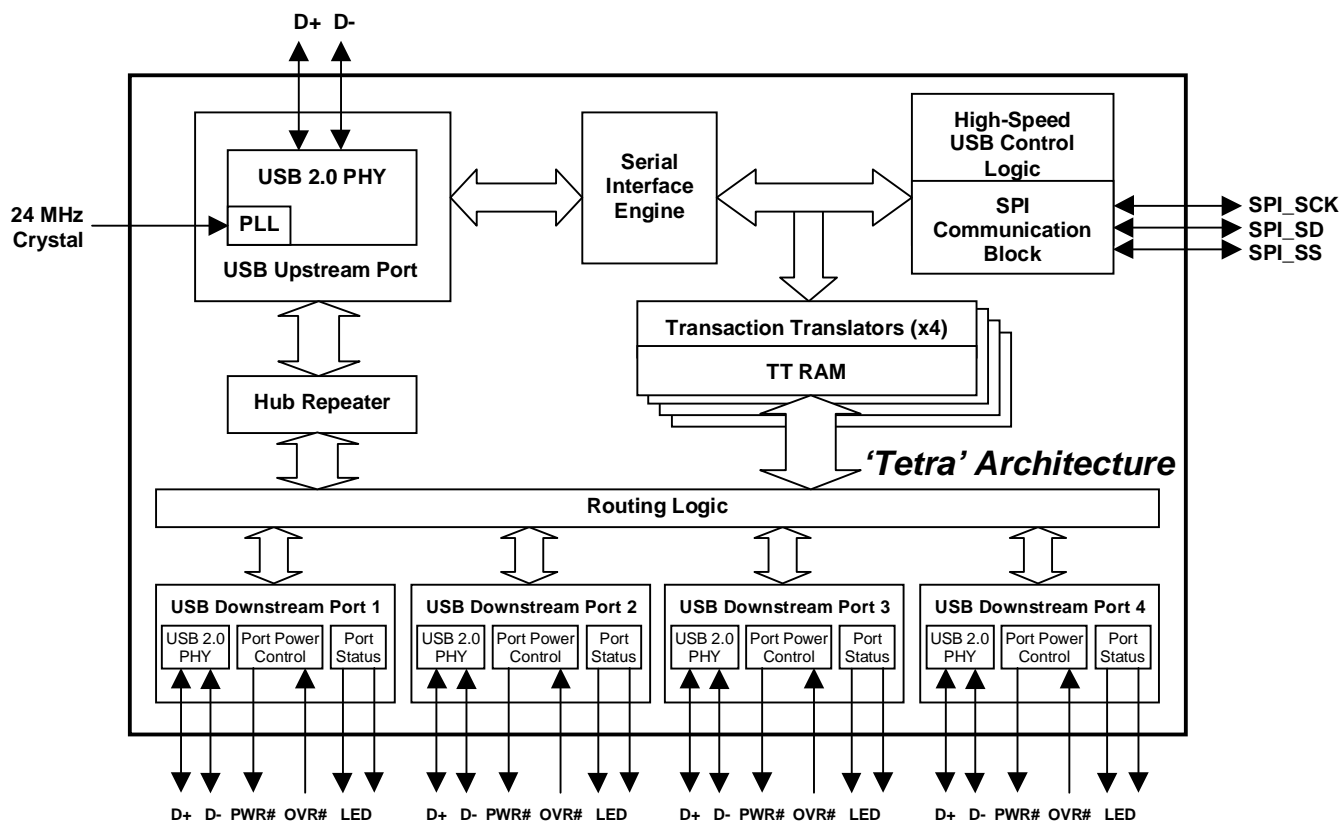 D+ D-
USB 2.0 PHY
PLL
USB Upstream Port
24 MHz
Crystal
Serial
Interface
Engine
High-Speed
USB Control
Logic
SPI
Communication
Block
SPI_SCK
SPI_SD
SPI_SS
Transaction Translators (x4)
TT RAM
Hub Repeater
'Tetra' Architecture
Routing Logic
USB Downstream Port 1
USB 2.0
PHY
Port Power
Control
Port
Status
USB Downstream Port 2
USB 2.0
PHY
Port Power
Control
Port
Status
USB Downstream Port 3
USB 2.0
PHY
Port Power
Control
Port
Status
USB Downstream Port 4
USB 2.0
PHY
Port Power
Control
Port
Status
D+ D- PWR# OVR# LED
D+ D- PWR# OVR# LED
D+ D- PWR# OVR# LED
D+ D- PWR# OVR# LED